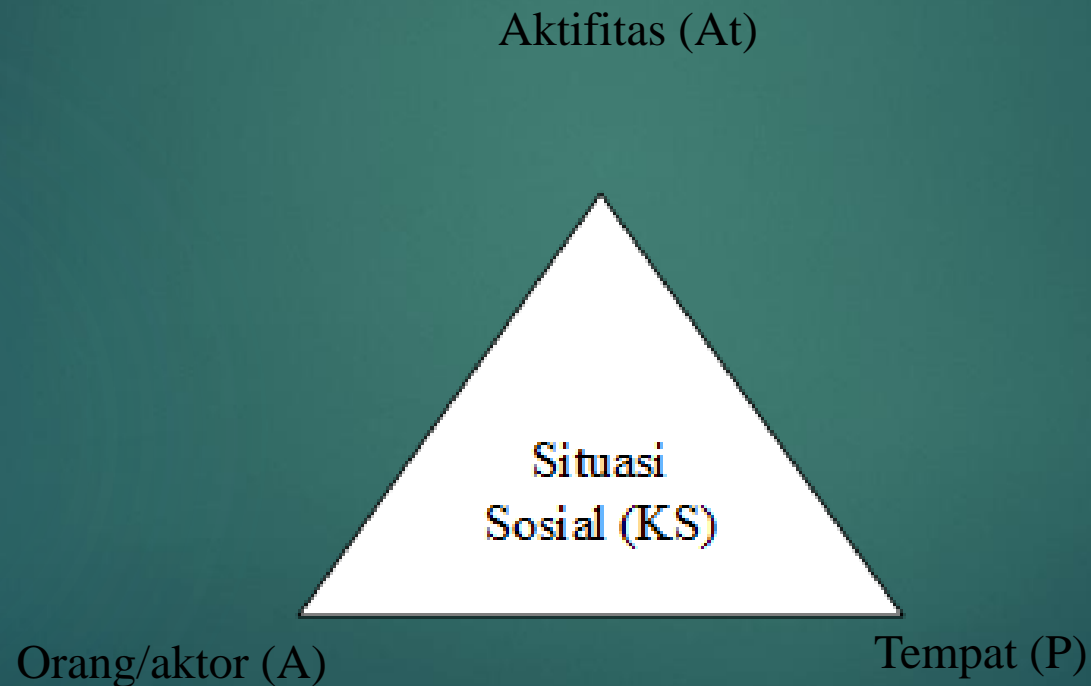 Aktifitas (At)
Situasi
Sosial (KS)
Orang/aktor (A)
Tempat (P)